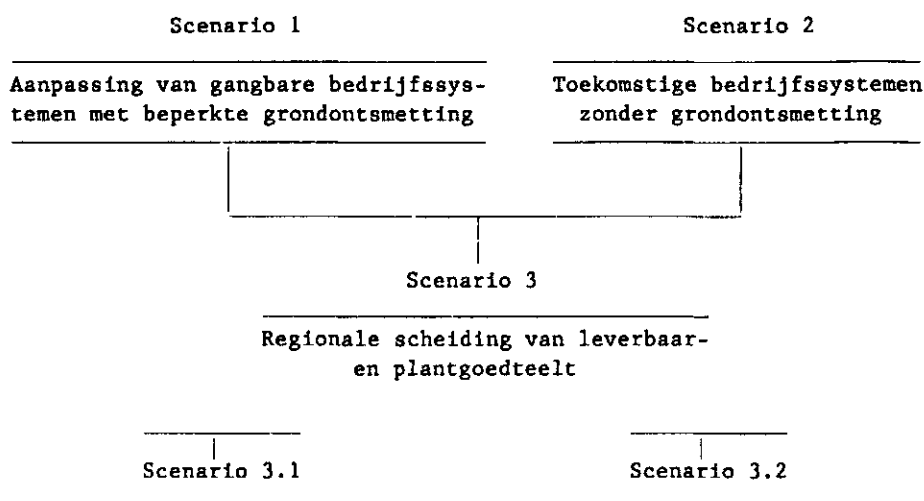 Scenario 1
Scenario 2
Aanpassing van gangbare bedrijfssys-
temen met beperkte grondontsmetting
Toekomstige bedrijfssystemen
zonder grondontsmetting
Scenario 3
Regionale scheiding van leverbaar-
en plantgoedteelt
Scenario 3.1
Scenario 3.2